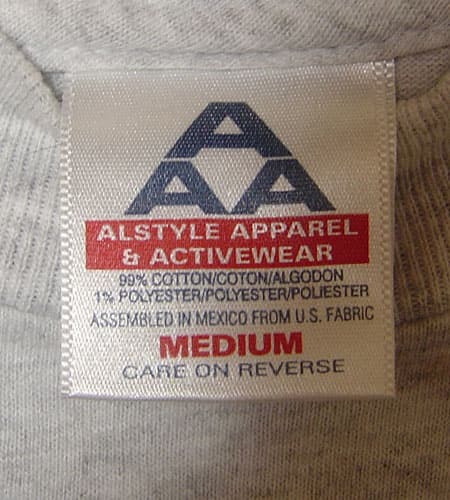 A
A A
ALSTYLE APPAREL
& ACTIVEWEAR
99% COTTON/COTON/ALGODON
1% POLYESTER/POLYESTER/POLIESTER
ASSEMBLED IN MEXICO FROM U.S. FABRIC
MEDIUM
CARE ON REVERSE